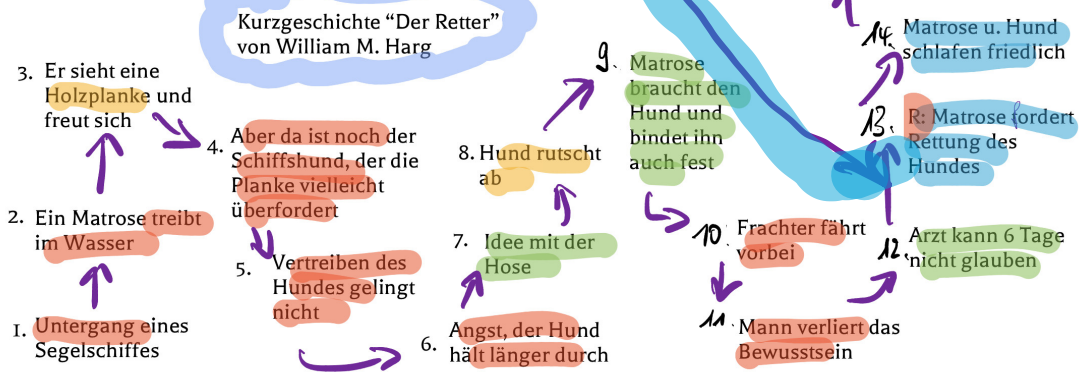 Kurzgeschichte “Der Retter”
von William M. Harg
1. Untergang eines
Segelschiffes
2. Ein Matrose treibt
im Wasser
3. Er sieht eine
Holzplanke und
freut sich
4. Aber da ist noch der
Schiffshund, der die
Planke vielleicht
überfordert
5. Vertreiben des
Hundes gelingt
nicht
6. Angst, der Hund
hält länger durch
7. Idee mit der
Hose
8. Hund rutscht
ab
9. Matrose
braucht den
Hund und
bindet ihn
auch fest
10. Frachter fährt
vorbei
11. Mann verliert das
Bewusstsein
12. Arzt kann 6 Tage
nicht glauben
13. R: Matrose fordert
Rettung des
Hundes
14. Matrose u. Hund
schlafen friedlich